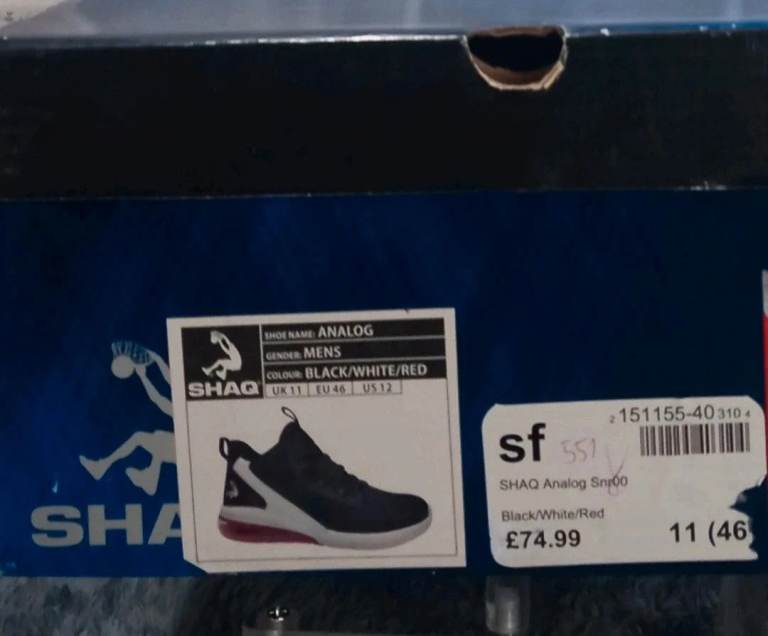 SHOE NAME: ANALOG
GENDER: MENS
COLOUR: BLACK/WHITE/RED
SHAQ
UK 11 EU 46 US 12
SHA
2 151155-40 310 4
sf 551
SHAQ Analog Snr00
Black/White/Red
£74.99 11 (46